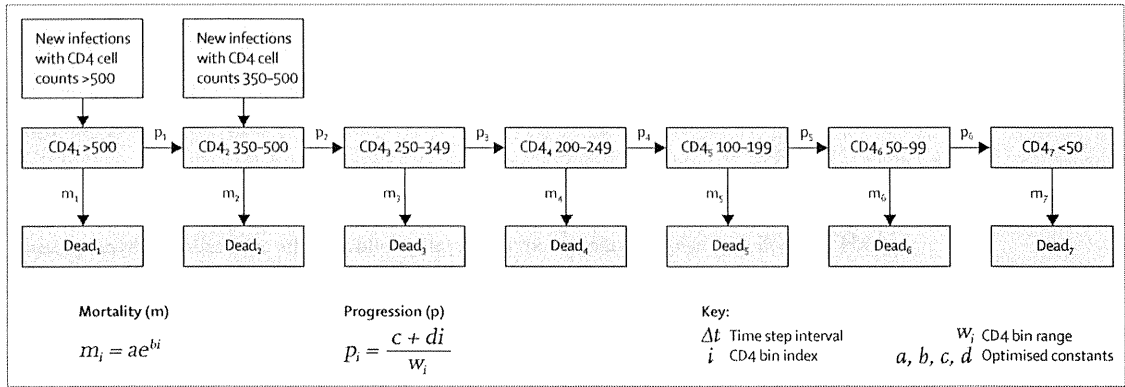 New infections
with CD4 cell
counts >500
New infections
with CD4 cell
counts 350–500
CD4₁ >500
p₁
CD4₂ 350–500
p₂
CD4₃ 250–349
p₃
CD4₄ 200–249
p₄
CD4₅ 100–199
p₅
CD4₆ 50–99
p₆
CD4₇ <50
m₁
m₂
m₃
m₄
m₅
m₆
m₇
Dead₁
Dead₂
Dead₃
Dead₄
Dead₅
Dead₆
Dead₇
Mortality (m)
mᵢ = ae^{bi}
Progression (p)
pᵢ = (c + di)/wᵢ
Key:
Δt Time step interval
i CD4 bin index
wᵢ CD4 bin range
a, b, c, d Optimised constants